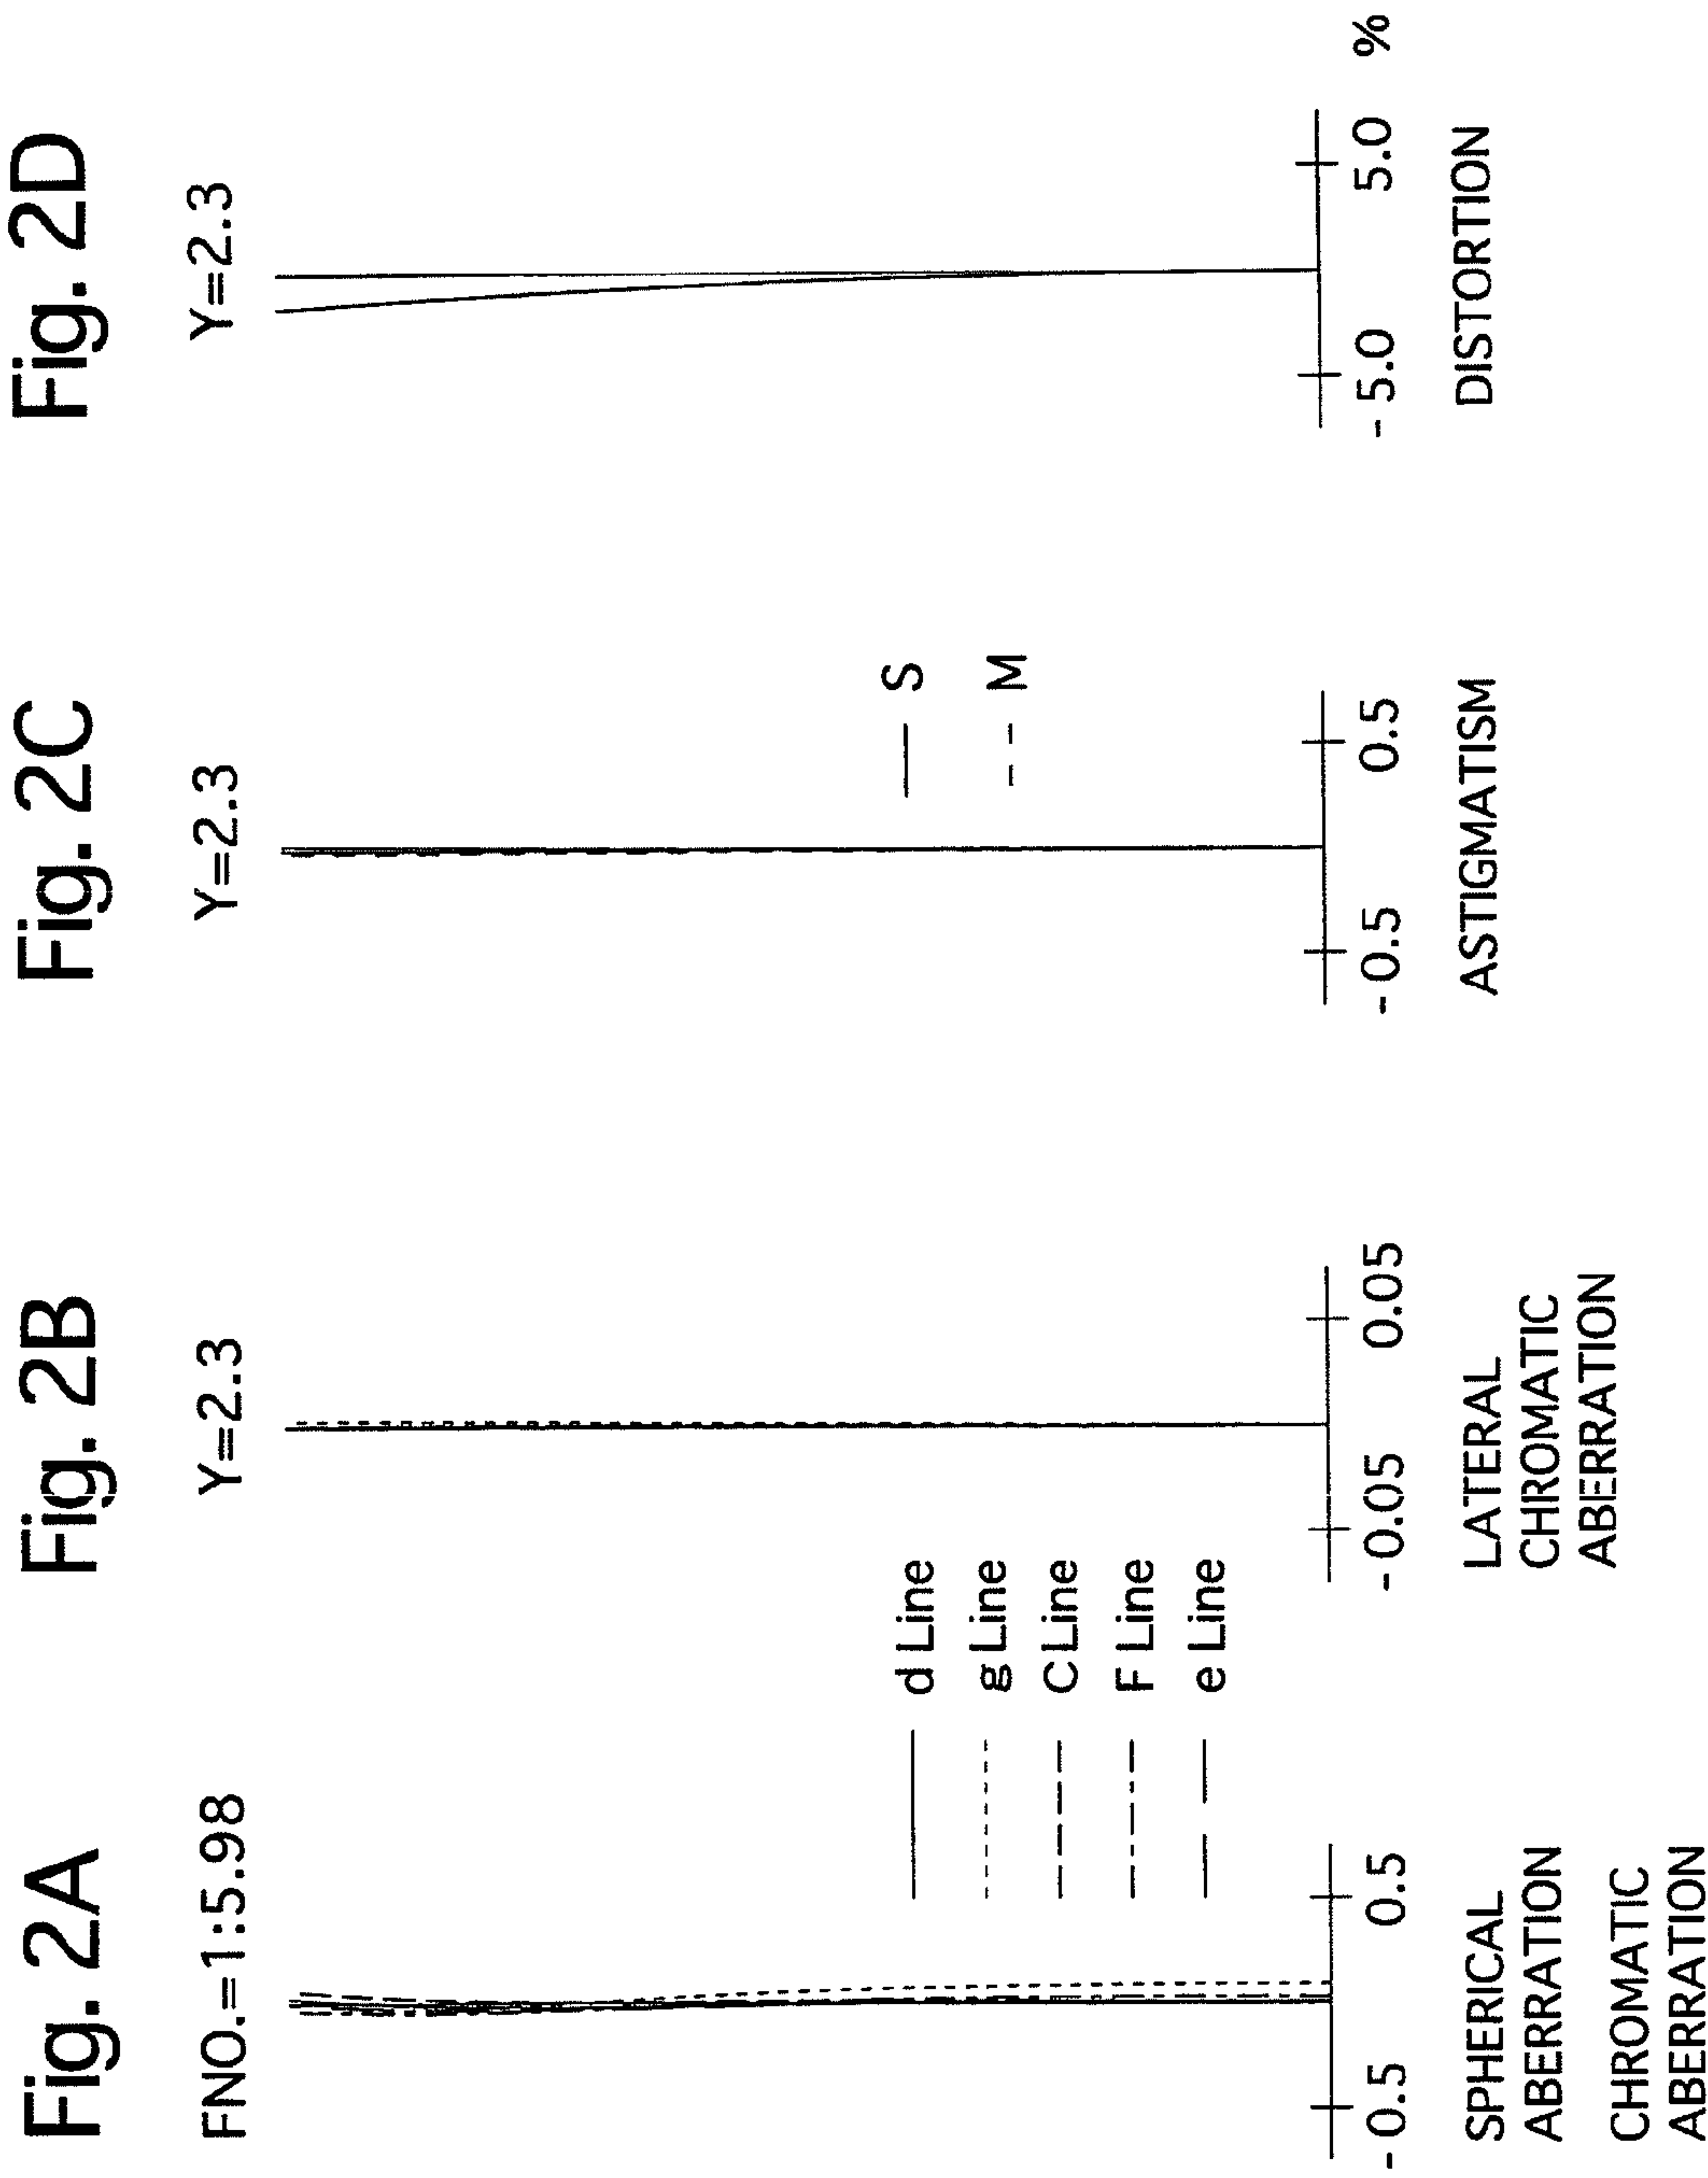 Fig. 2A
FNO.=1:5.98
-0.5
0.5
SPHERICAL
ABERRATION
CHROMATIC
ABERRATION
d Line
g Line
C Line
F Line
e Line
Fig. 2B
Y=2.3
-0.05
0.05
LATERAL
CHROMATIC
ABERRATION
Fig. 2C
Y=2.3
S
M
-0.5
0.5
ASTIGMATISM
Fig. 2D
Y=2.3
-5.0
5.0
%
DISTORTION